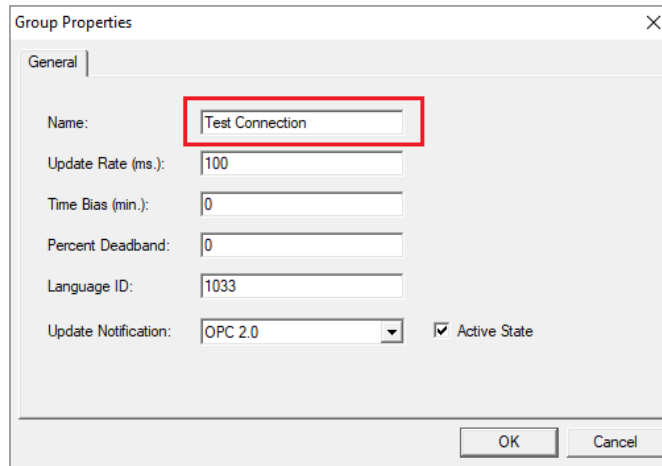 Group Properties
General
Name: Test Connection
Update Rate (ms.): 100
Time Bias (min.): 0
Percent Deadband: 0
Language ID: 1033
Update Notification: OPC 2.0 Active State
OK Cancel